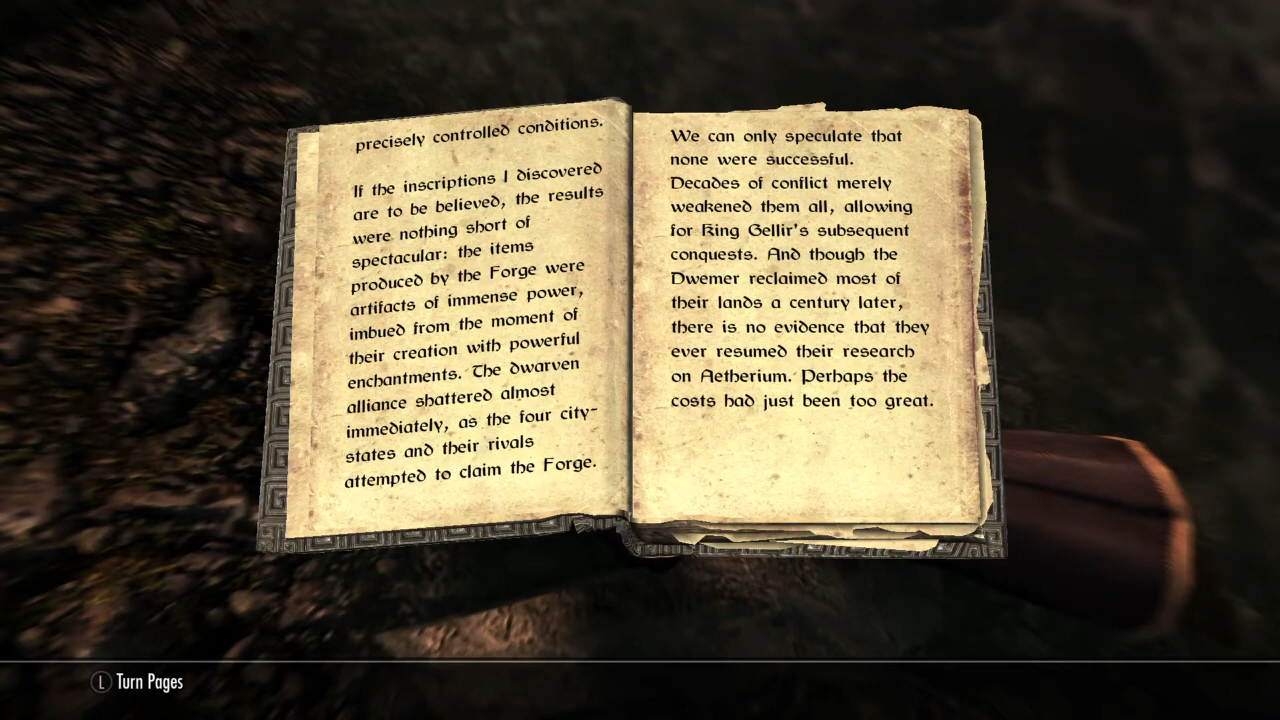 precisely controlled conditions.
If the inscriptions I discovered
are to be believed, the results
were nothing short of
spectacular: the items
produced by the Forge were
artifacts of immense power,
imbued from the moment of
their creation with powerful
enchantments. The dwarven
alliance shattered almost
immediately, as the four city-
states and their rivals
attempted to claim the Forge.
We can only speculate that
none were successful.
Decades of conflict merely
weakened them all, allowing
for King Gellir's subsequent
conquests. And though the
Dwemer reclaimed most of
their lands a century later,
there is no evidence that they
ever resumed their research
on Aetherium. Perhaps the
costs had just been too great.
L Turn Pages